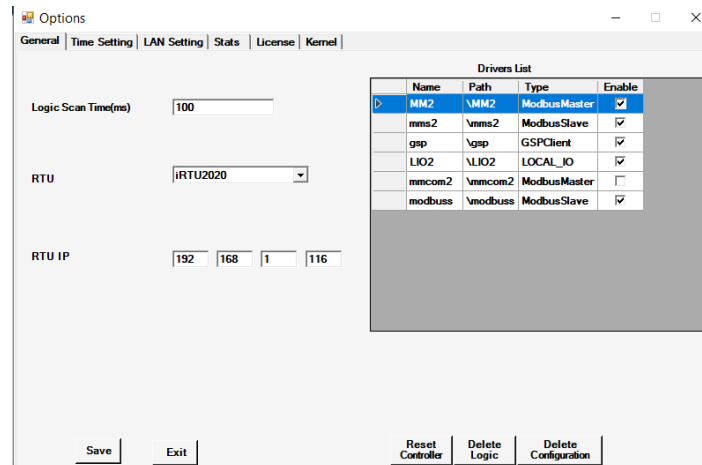 Options
General Time Setting LAN Setting Stats License Kernel
Drivers List
Name Path Type Enable
MM2 \MM2 ModbusMaster
mms2 \mms2 ModbusSlave
gsp \gsp GSPClient
LIO2 \LIO2 LOCAL_IO
mmcom2 \mmcom2 ModbusMaster
modbuss \modbuss ModbusSlave
Logic Scan Time(ms) 100
RTU iRTU2020
RTU IP 192 168 1 116
Save Exit
Reset Controller
Delete Logic
Delete Configuration